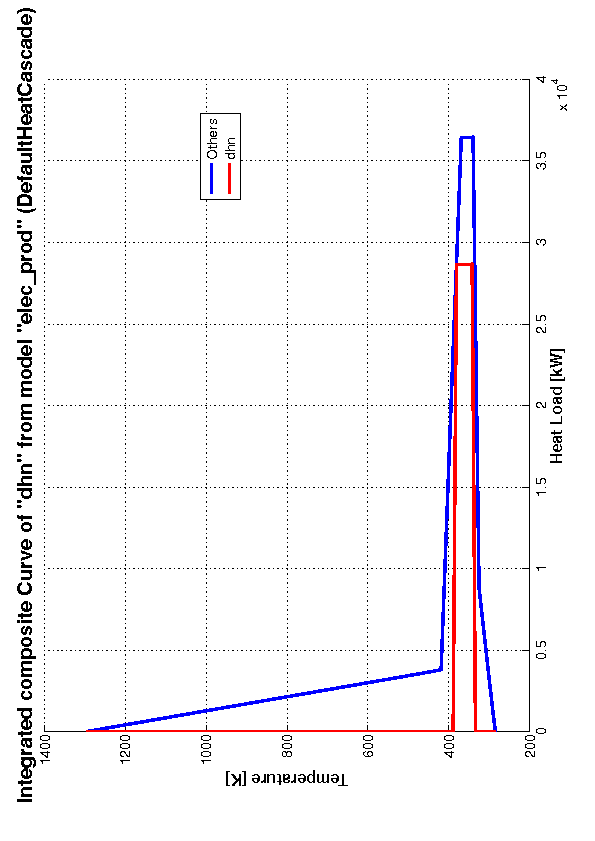 Integrated composite Curve of "dhn" from model "elec_prod" (DefaultHeatCascade)
1400
1200
1000
800
600
400
200
Temperature [K]
0
0.5
1
1.5
2
2.5
3
3.5
4
x 10^4
Heat Load [kW]
Others
dhn